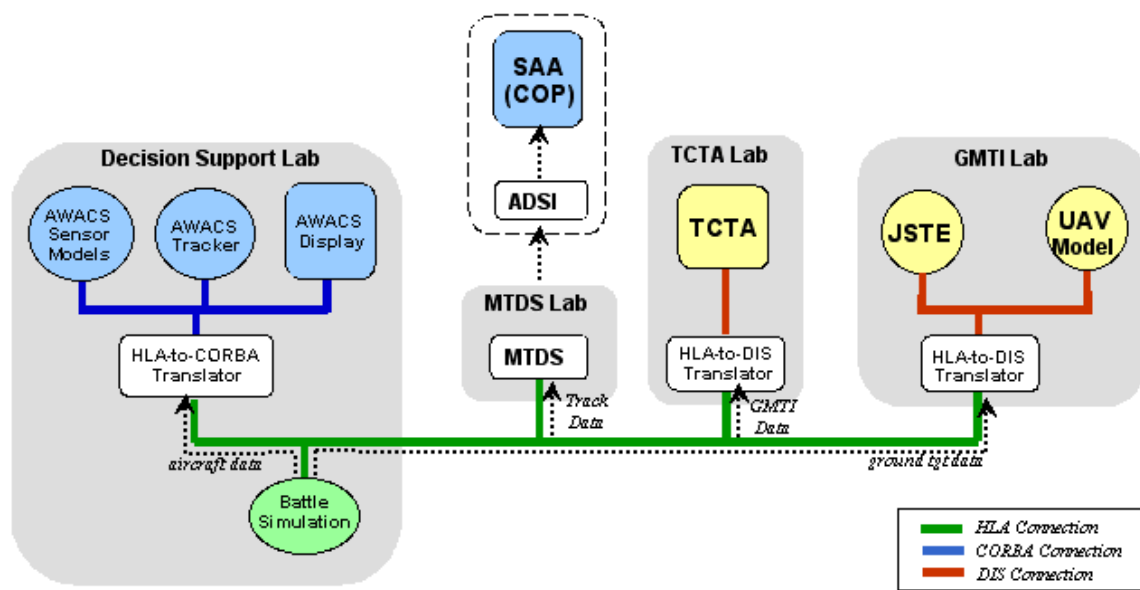 SAA
(COP)
ADSI
Decision Support Lab
AWACS
Sensor
Models
AWACS
Tracker
AWACS
Display
HLA-to-CORBA
Translator
aircraft data
Battle
Simulation
MTDS Lab
MTDS
Track
Data
TCTA Lab
TCTA
HLA-to-DIS
Translator
GMTI
Data
GMTI Lab
JSTE
UAV
Model
HLA-to-DIS
Translator
ground tgt data
HLA Connection
CORBA Connection
DIS Connection